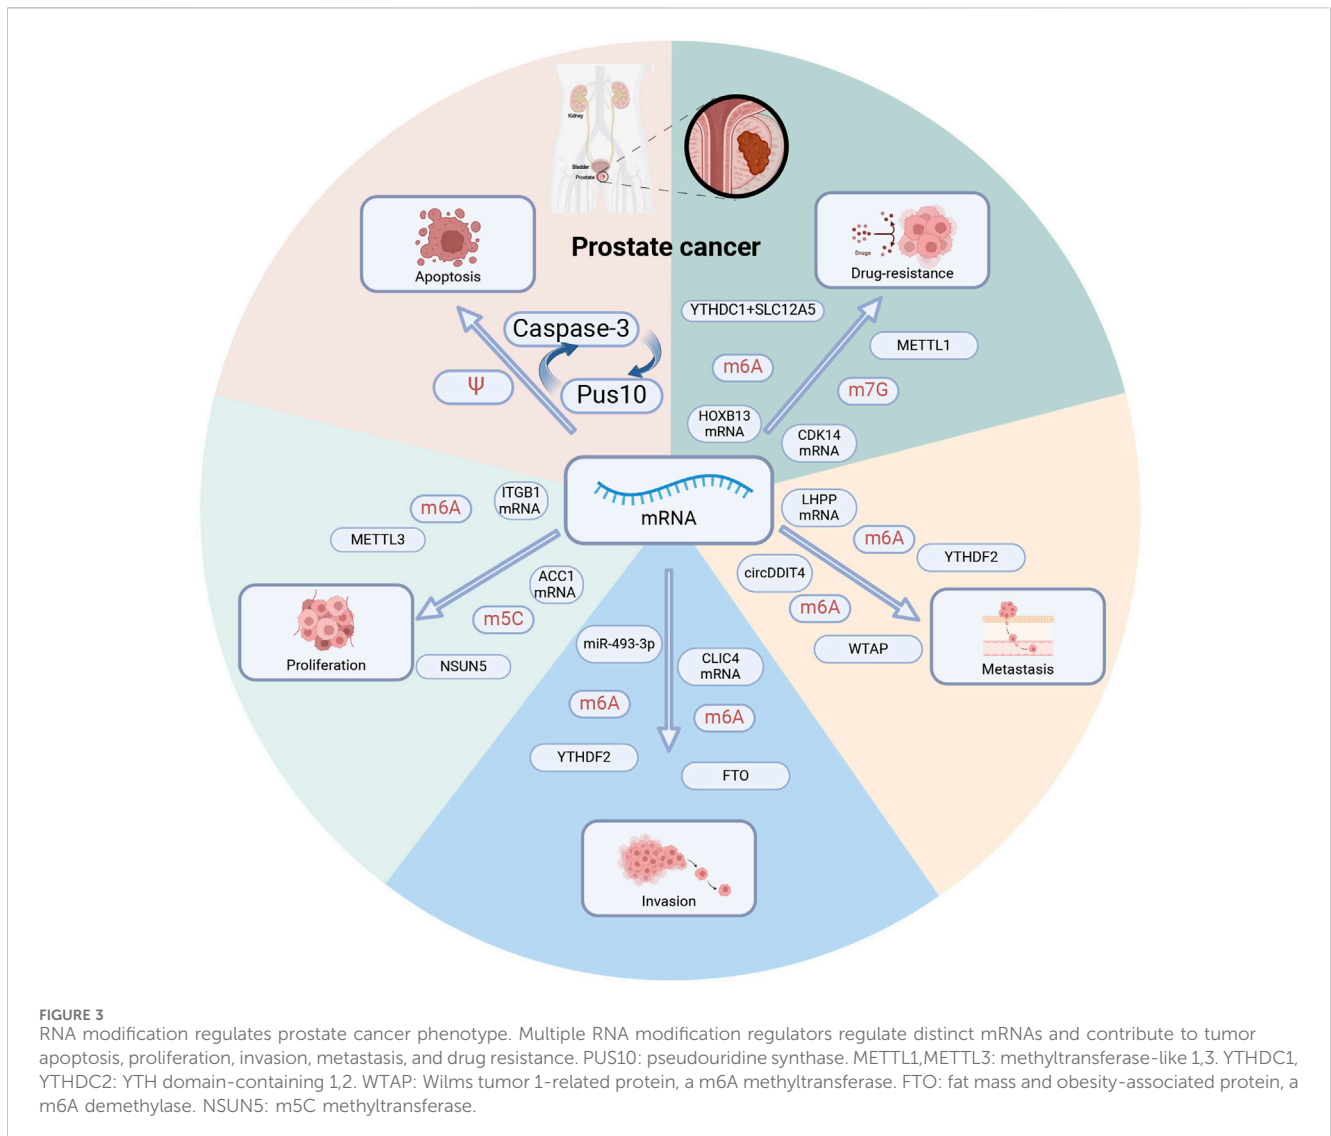 Kidney
Bladder
Prostate
Prostate cancer
Apoptosis
Drugs
Drug-resistance
Caspase-3
Pus10
Ψ
YTHDC1+SLC12A5
m6A
HOXB13
mRNA
METTL1
m7G
CDK14
mRNA
mRNA
ITGB1
mRNA
m6A
METTL3
ACC1
mRNA
m5C
NSUN5
Proliferation
LHPP
mRNA
m6A
YTHDF2
circDDIT4
m6A
WTAP
Metastasis
miR-493-3p
m6A
YTHDF2
CLIC4
mRNA
m6A
FTO
Invasion
FIGURE 3
RNA modification regulates prostate cancer phenotype. Multiple RNA modification regulators regulate distinct mRNAs and contribute to tumor
apoptosis, proliferation, invasion, metastasis, and drug resistance. PUS10: pseudouridine synthase. METTL1,METTL3: methyltransferase-like 1,3. YTHDC1,
YTHDC2: YTH domain-containing 1,2. WTAP: Wilms tumor 1-related protein, a m6A methyltransferase. FTO: fat mass and obesity-associated protein, a
m6A demethylase. NSUN5: m5C methyltransferase.